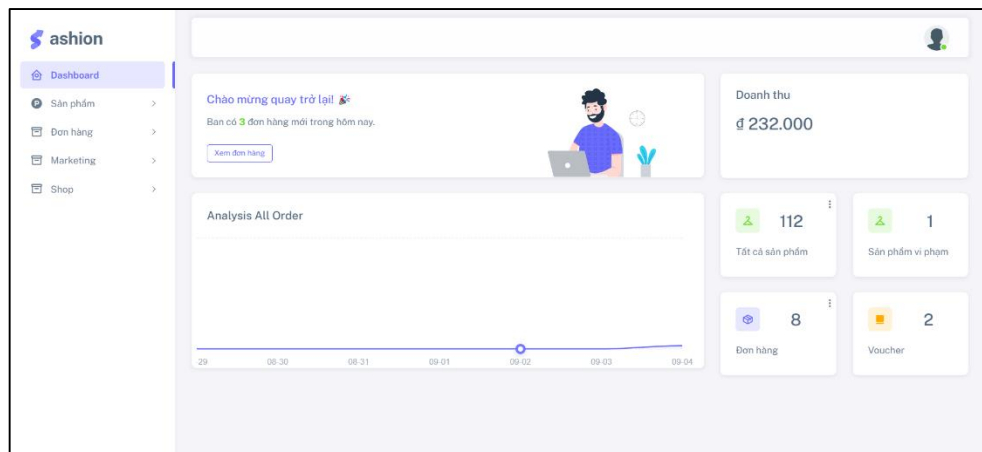 ashion
Dashboard
Sản phẩm
Đơn hàng
Marketing
Shop
Chào mừng quay trở lại! 🎉
Ban có 3 đơn hàng mới trong hôm nay.
Xem đơn hàng
Doanh thu
₫ 232.000
Analysis All Order
29 08-30 08-31 09-01 09-02 09-03 09-04
112
Tất cả sản phẩm
1
Sản phẩm vi phạm
8
Đơn hàng
2
Voucher